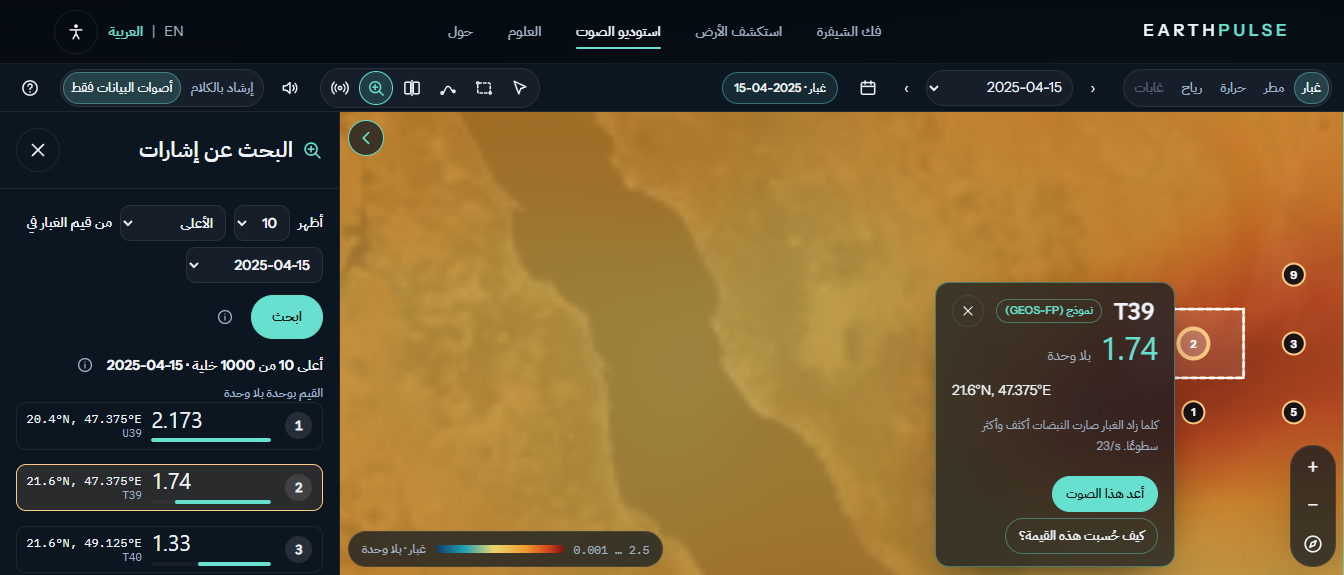 EARTHPULSE
فك الشيفرة
استكشف الأرض
استوديو الصوت
العلوم
حول
العربية | EN
غبار
مطر
حرارة
رياح
غابات
2025-04-15
غبار · 2025-04-15
إرشاد بالكلام
أصوات البيانات فقط
البحث عن إشارات
أظهر 10 الأعلى من قيم الغبار في
2025-04-15
ابحث
أعلى 10 من 1000 خلية · 2025-04-15
القيم بوحدة بلا وحدة
1
2.173
20.4°N, 47.375°E
U39
2
1.74
21.6°N, 47.375°E
T39
3
1.33
21.6°N, 49.125°E
T40
T39
نموذج (GEOS-FP)
1.74 بلا وحدة
21.6°N, 47.375°E
كلما زاد الغبار صارت النبضات أكثف وأكثر
سطوعًا. 23/s
أعد هذا الصوت
كيف حُسبت هذه القيمة؟
9
2
3
1
5
+
−
غبار · بلا وحدة
0.001 … 2.5